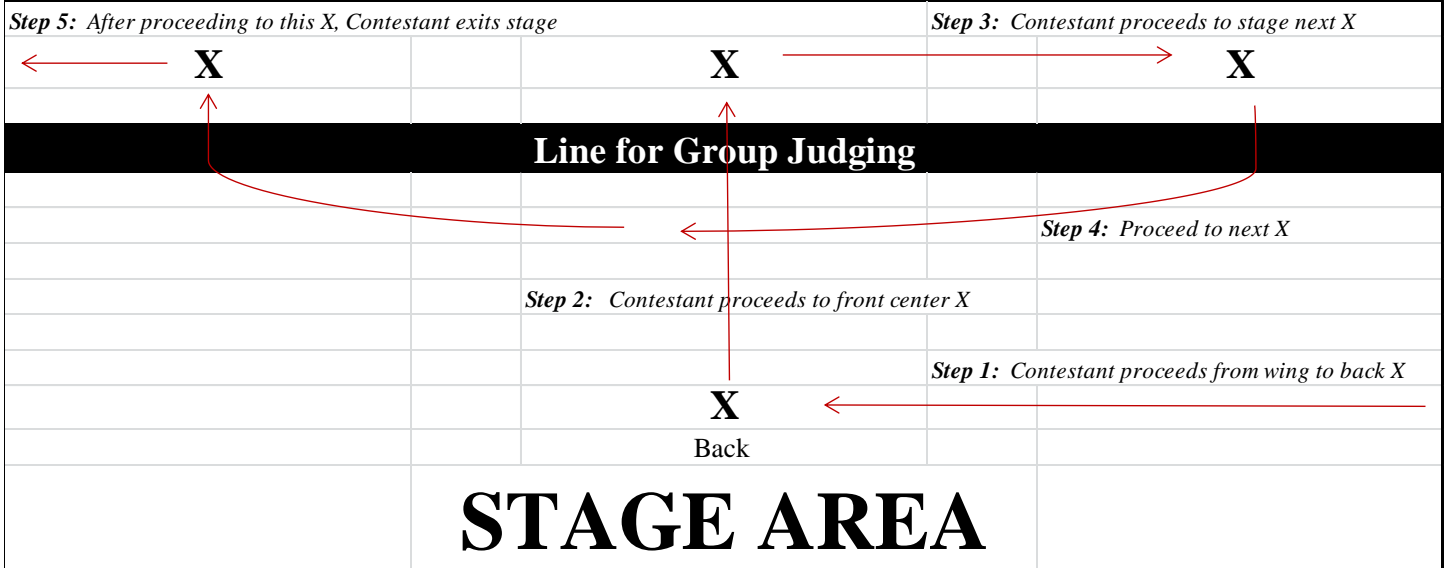 Step 5: After proceeding to this X, Contestant exits stage
Step 3: Contestant proceeds to stage next X
X
X
X
Line for Group Judging
Step 4: Proceed to next X
Step 2: Contestant proceeds to front center X
Step 1: Contestant proceeds from wing to back X
X
Back
STAGE AREA